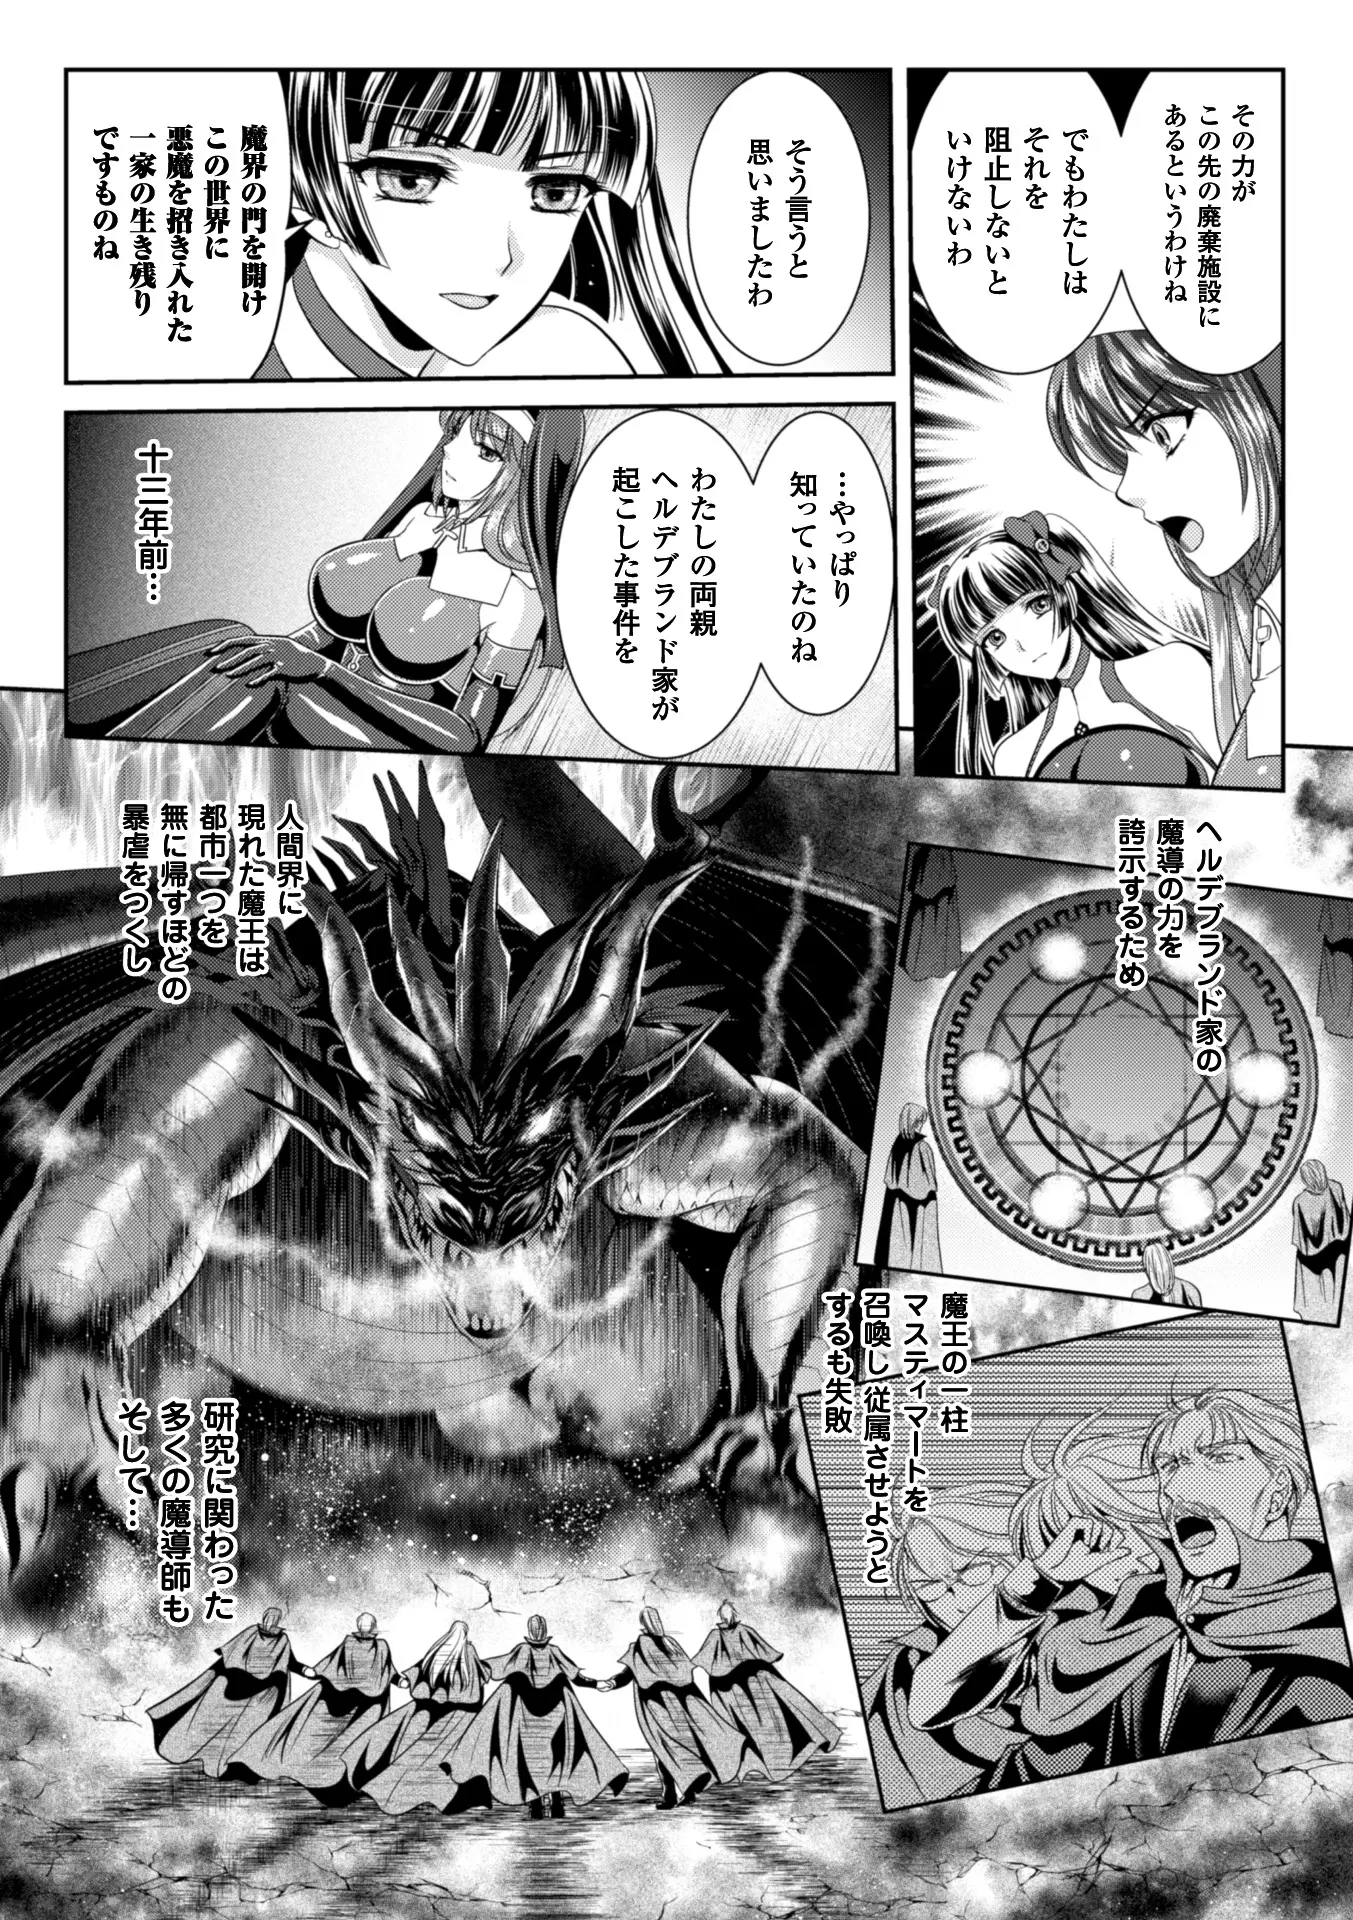 その力が
この先の廃棄施設に
あるというわけね
でもわたしは
それを
阻止しないと
いけないわ
そう言うと
思いましたわ
魔界の門を開け
この世界に
悪魔を招き入れた
一家の生き残り
ですものね
…やっぱり
知っていたのね
わたしの両親
ヘルデブランド家が
起こした事件を
十三年前…
ヘルデブランド家の
魔導の力を
誇示するため
魔王の一柱
マスティマートを
召喚し従属させようと
するも失敗
人間界に
現れた魔王は
都市一つを
無に帰すほどの
暴虐をつくし
研究に関わった
多くの魔導師も
そして…